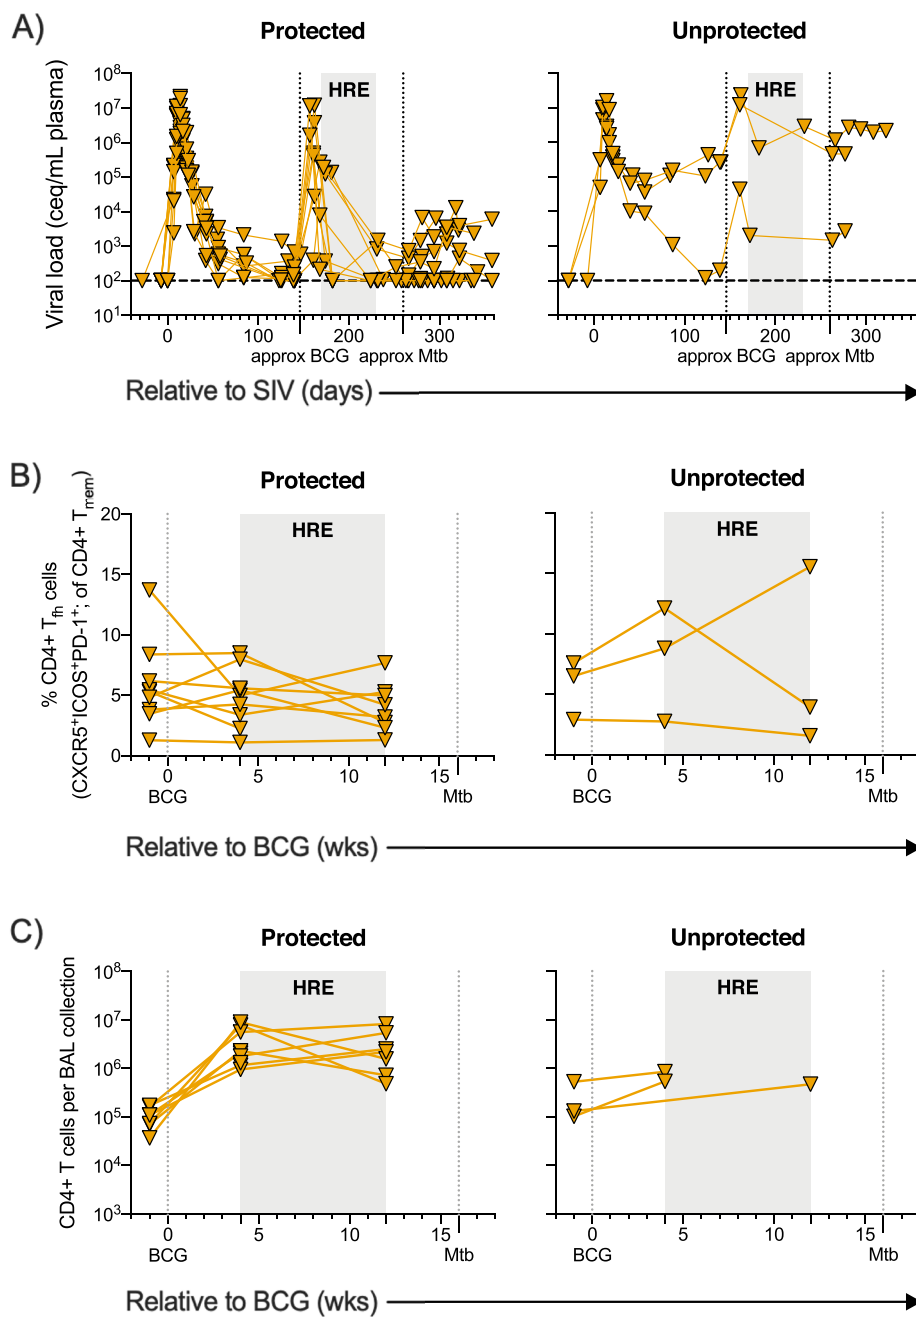 A)
Protected
Unprotected
Viral load (ceq/mL plasma)
10⁸
10⁷
10⁶
10⁵
10⁴
10³
10²
10¹
HRE
HRE
0 100 200 300
0 100 200 300
approx BCG approx Mtb
approx BCG approx Mtb
Relative to SIV (days)
B)
Protected
Unprotected
% CD4+ Tfh cells
(CXCR5⁺ICOS⁺PD-1⁺; of CD4+ Tmem)
20
15
10
5
0
HRE
HRE
0 5 10 15
0 5 10 15
BCG Mtb
BCG Mtb
Relative to BCG (wks)
C)
Protected
Unprotected
CD4+ T cells per BAL collection
10⁸
10⁷
10⁶
10⁵
10⁴
10³
HRE
HRE
0 5 10 15
0 5 10 15
BCG Mtb
BCG Mtb
Relative to BCG (wks)